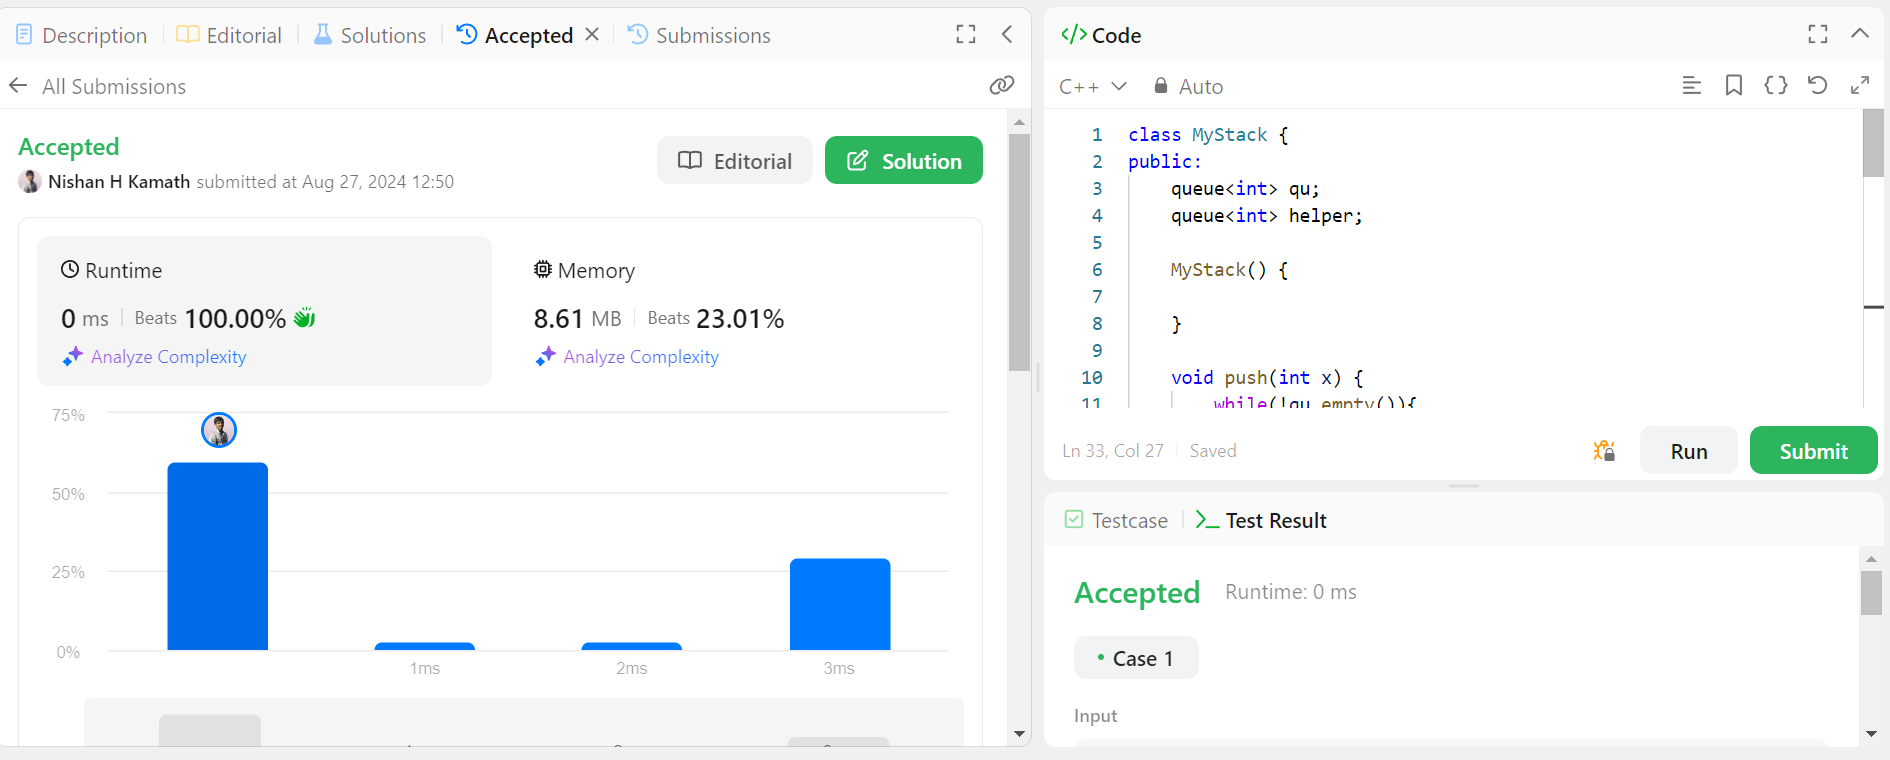 Description Editorial Solutions Accepted Submissions
All Submissions
Accepted
Nishan H Kamath submitted at Aug 27, 2024 12:50
Editorial
Solution
Runtime
0 ms Beats 100.00%
Analyze Complexity
Memory
8.61 MB Beats 23.01%
Analyze Complexity
75%
50%
25%
0%
1ms 2ms 3ms
</> Code
C++ Auto
1 class MyStack {
2 public:
3 queue<int> qu;
4 queue<int> helper;
5
6 MyStack() {
7
8 }
9
10 void push(int x) {
11 while(!qu.empty()){
Ln 33, Col 27 Saved
Run
Submit
Testcase >_ Test Result
Accepted Runtime: 0 ms
• Case 1
Input